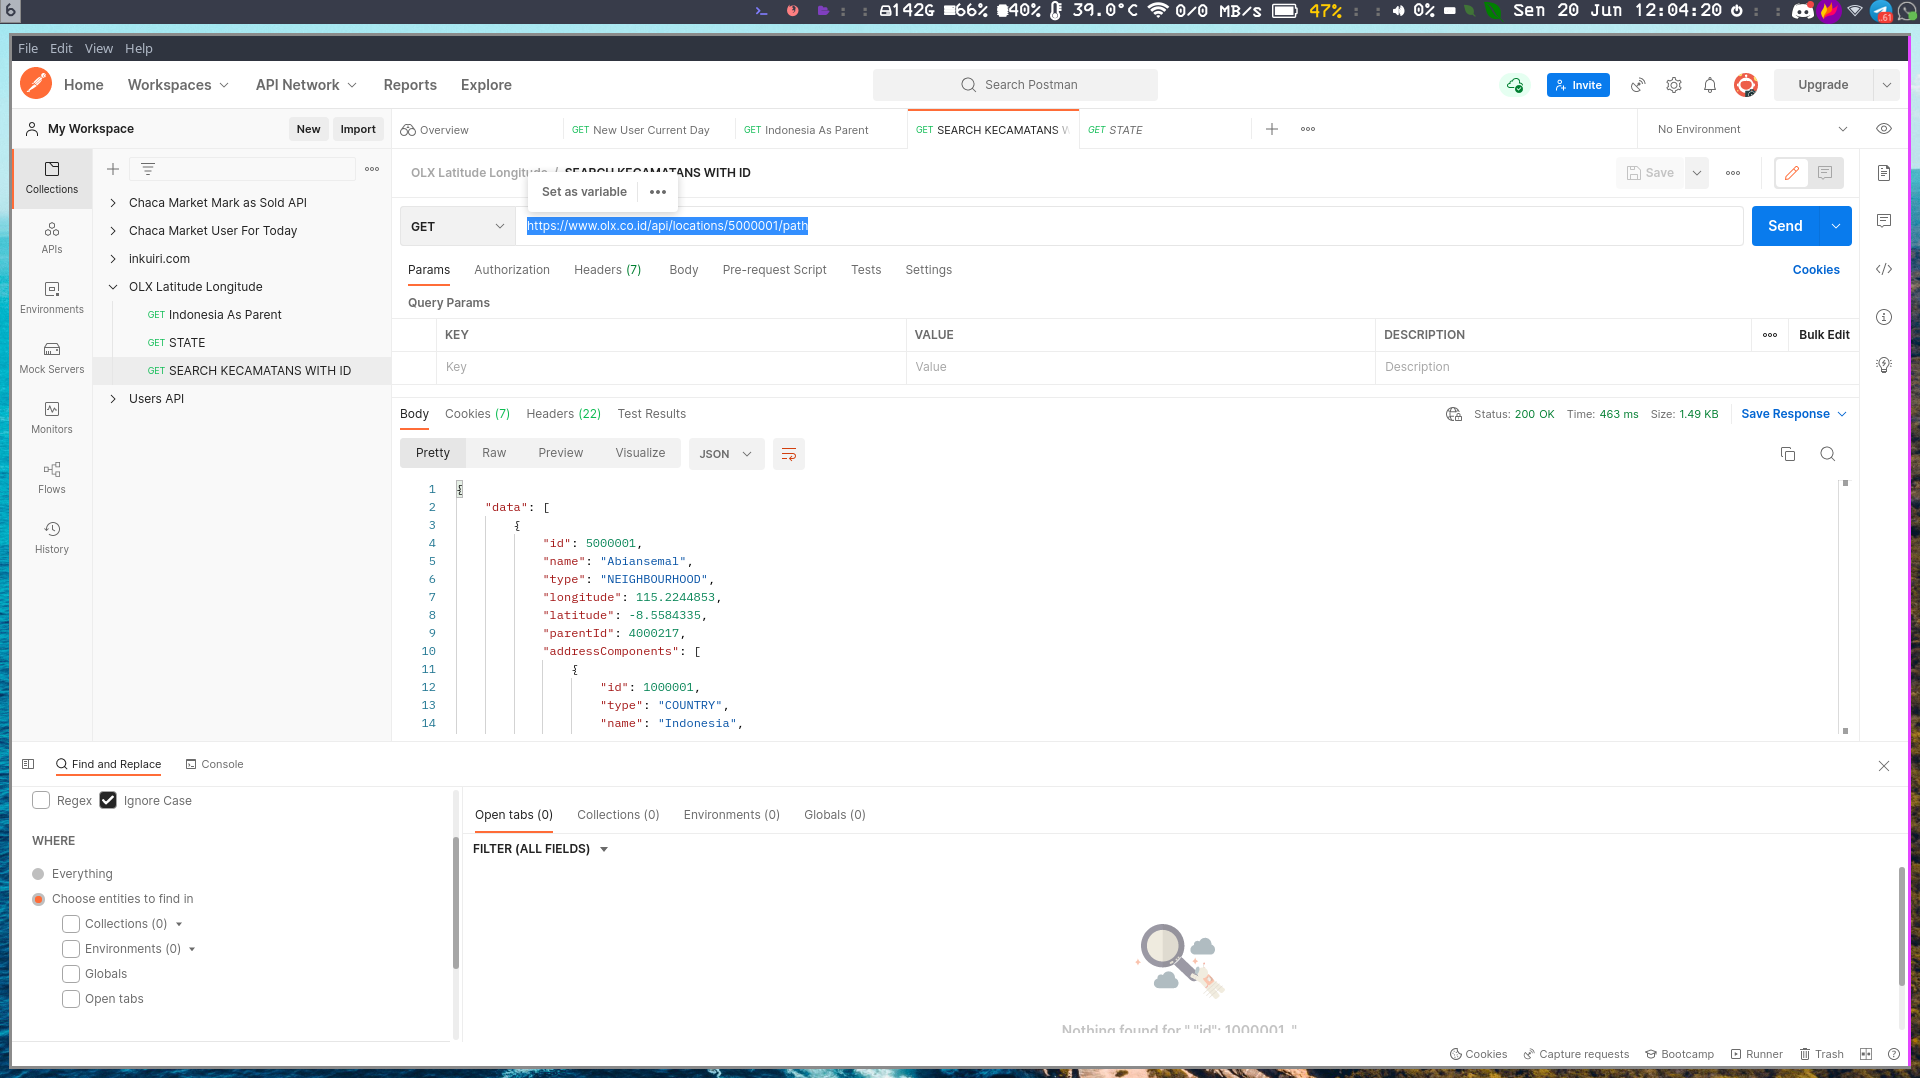 6
142G 66% 40% 39.0°C 0/0 MB/s 47% 0% Sen 20 Jun 12:04:20
File Edit View Help
Home Workspaces API Network Reports Explore
Search Postman
Invite
Upgrade
My Workspace
New Import
Overview
GET New User Current Day
GET Indonesia As Parent
GET SEARCH KECAMATANS W
GET STATE
No Environment
Collections
APIs
Environments
Mock Servers
Monitors
Flows
History
Chaca Market Mark as Sold API
Chaca Market User For Today
inkuiri.com
OLX Latitude Longitude
GET Indonesia As Parent
GET STATE
GET SEARCH KECAMATANS WITH ID
Users API
OLX Latitude Longitude / SEARCH KECAMATANS WITH ID
Save
Set as variable
GET
https://www.olx.co.id/api/locations/5000001/path
Send
Params Authorization Headers (7) Body Pre-request Script Tests Settings
Cookies
Query Params
KEY VALUE DESCRIPTION Bulk Edit
Key Value Description
Body Cookies (7) Headers (22) Test Results
Status: 200 OK Time: 463 ms Size: 1.49 KB Save Response
Pretty Raw Preview Visualize JSON
1 {
2 "data": [
3 {
4 "id": 5000001,
5 "name": "Abiansemal",
6 "type": "NEIGHBOURHOOD",
7 "longitude": 115.2244853,
8 "latitude": -8.5584335,
9 "parentId": 4000217,
10 "addressComponents": [
11 {
12 "id": 1000001,
13 "type": "COUNTRY",
14 "name": "Indonesia",
Find and Replace Console
Regex Ignore Case
WHERE
Everything
Choose entities to find in
Collections (0)
Environments (0)
Globals
Open tabs
Open tabs (0) Collections (0) Environments (0) Globals (0)
FILTER (ALL FIELDS)
Nothing found for " "id": 1000001, "
Cookies Capture requests Bootcamp Runner Trash